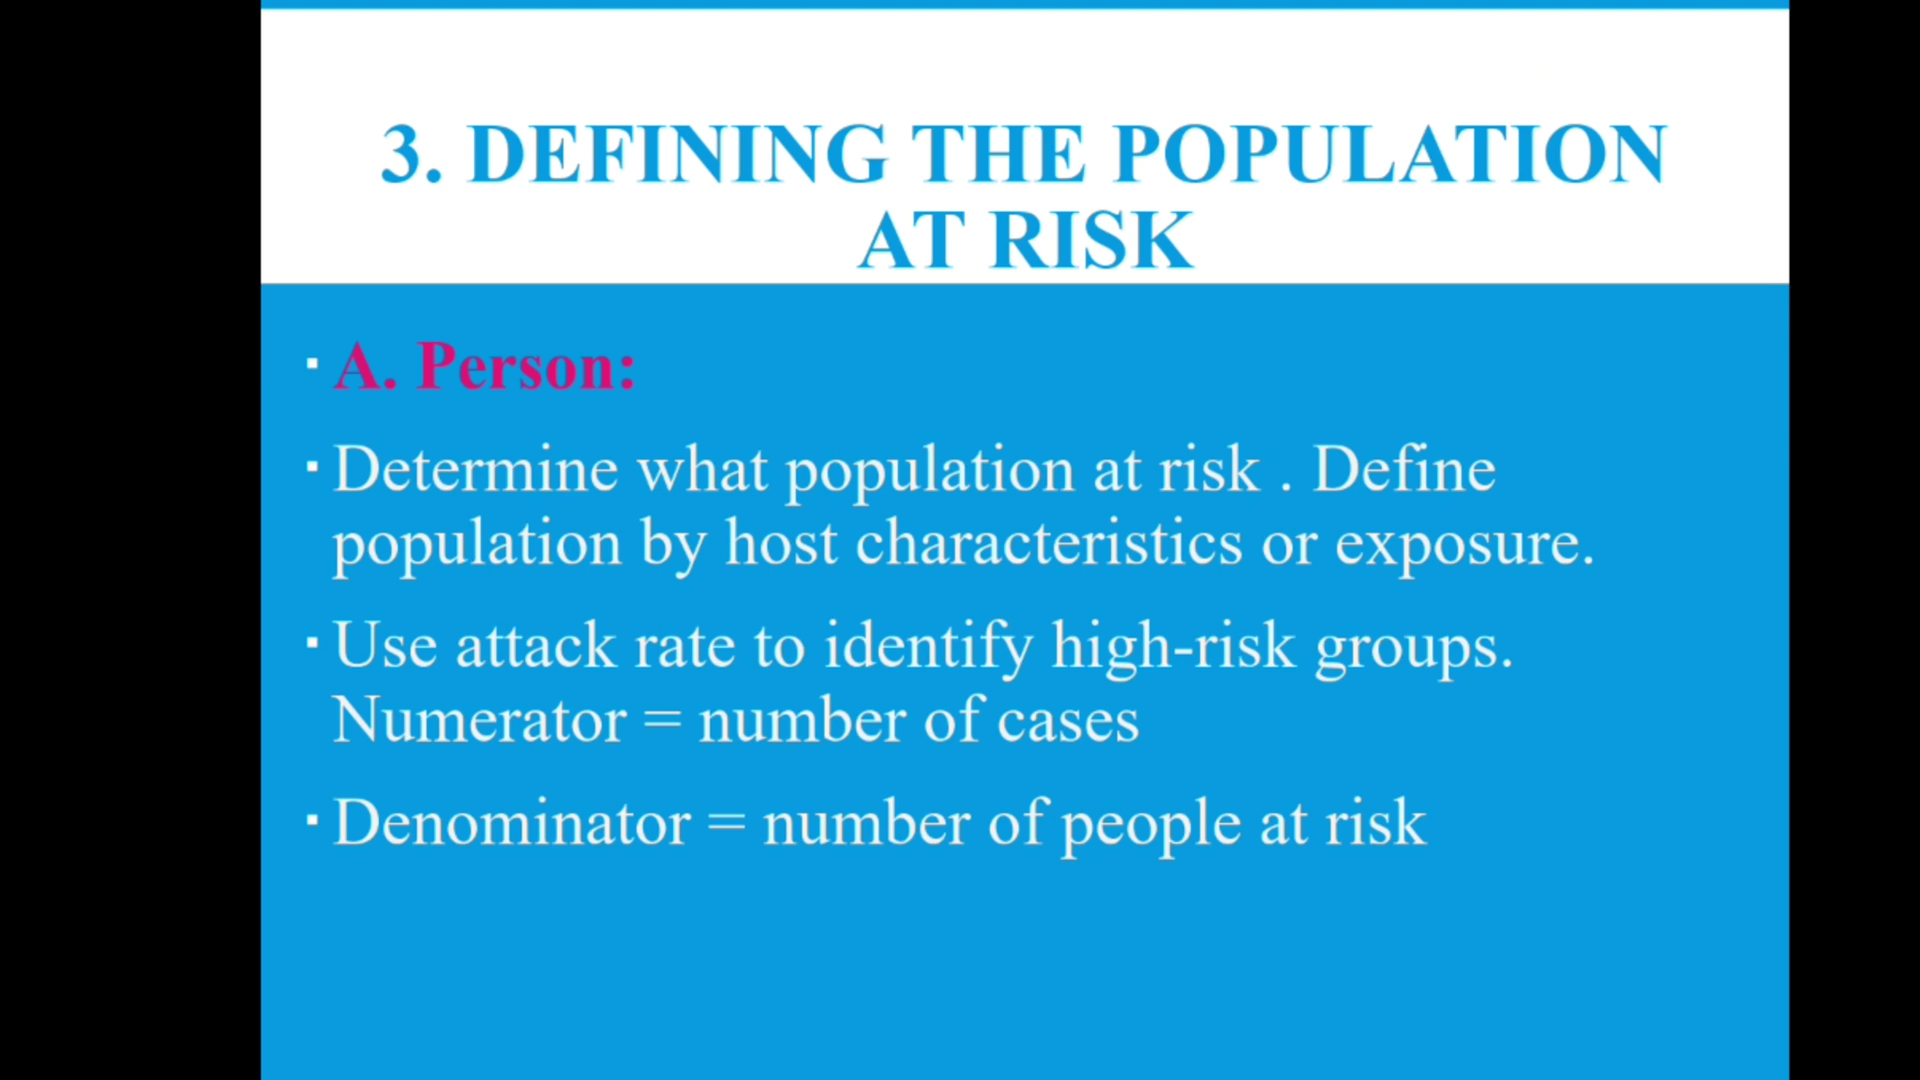 3. DEFINING THE POPULATION
AT RISK
▪ A. Person:
▪ Determine what population at risk . Define
population by host characteristics or exposure.
▪ Use attack rate to identify high-risk groups.
Numerator = number of cases
▪ Denominator = number of people at risk